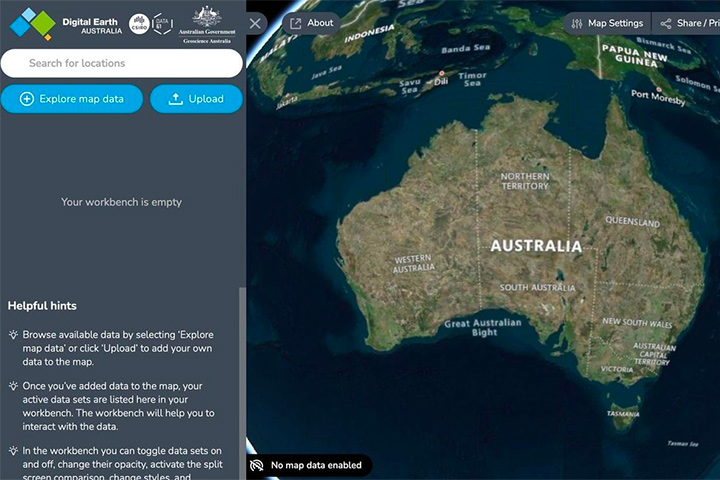 Digital Earth
AUSTRALIA
CSIRO
DATA
61
Australian Government
Geoscience Australia
Search for locations
Explore map data
Upload
Your workbench is empty
Helpful hints
Browse available data by selecting ‘Explore
map data’ or click ‘Upload’ to add your own
data to the map.
Once you’ve added data to the map, your
active data sets are listed here in your
workbench. The workbench will help you to
interact with the data.
In the workbench you can toggle data sets on
and off, change their opacity, activate the split
screen comparison, change styles, and
About
Map Settings
Share / Pri
MALAY
INDONESIA
Banda Sea
Java Sea
Jakarta
Savu
Sea
Dili
Timor
Sea
PAPUA NEW
GUINEA
Bismarck Sea
Solomon Se
Port Moresby
NORTHERN
TERRITORY
QUEENSLAND
AUSTRALIA
WESTERN
AUSTRALIA
SOUTH AUSTRALIA
Great Australian
Bight
NEW SOUTH WALES
AUSTRALIAN
CAPITAL
TERRITORY
VICTORIA
TASMANIA
Tasman Sea
No map data enabled